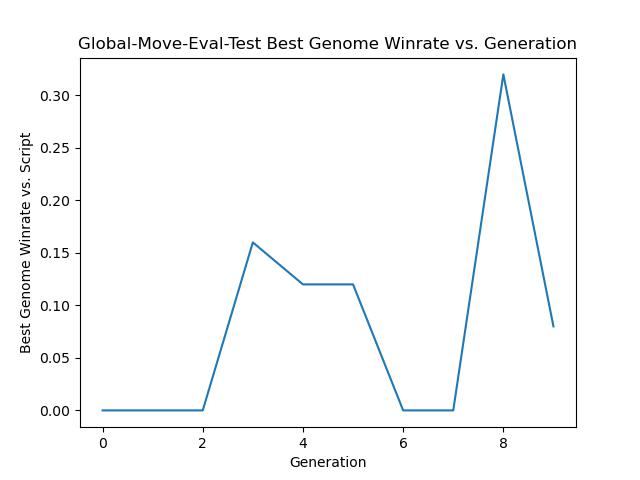 Global-Move-Eval-Test Best Genome Winrate vs. Generation
Best Genome Winrate vs. Script
0.30
0.25
0.20
0.15
0.10
0.05
0.00
0 2 4 6 8
Generation